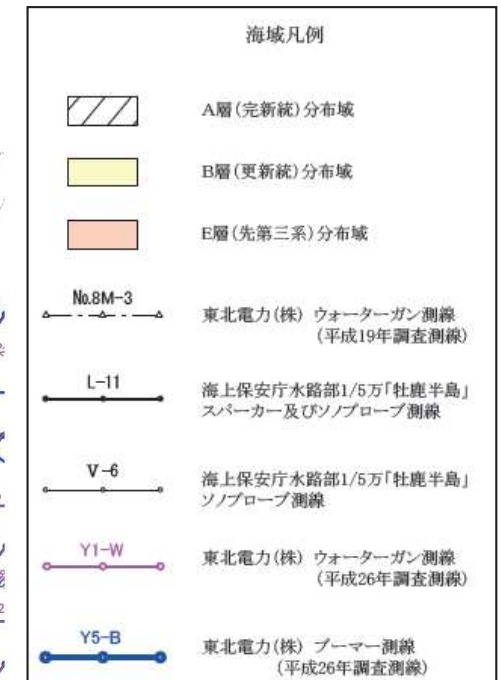 海域凡例
A層(完新統)分布域
B層(更新統)分布域
E層(先第三系)分布域
No.8M-3
東北電力(株) ウォーターガン測線
(平成19年調査測線)
L-11
海上保安庁水路部1/5万「牡鹿半島」
スパーカー及びソノプローブ測線
V-6
海上保安庁水路部1/5万「牡鹿半島」
ソノプローブ測線
Y1-W
東北電力(株) ウォーターガン測線
(平成26年調査測線)
Y5-B
東北電力(株) ブーマー測線
(平成26年調査測線)